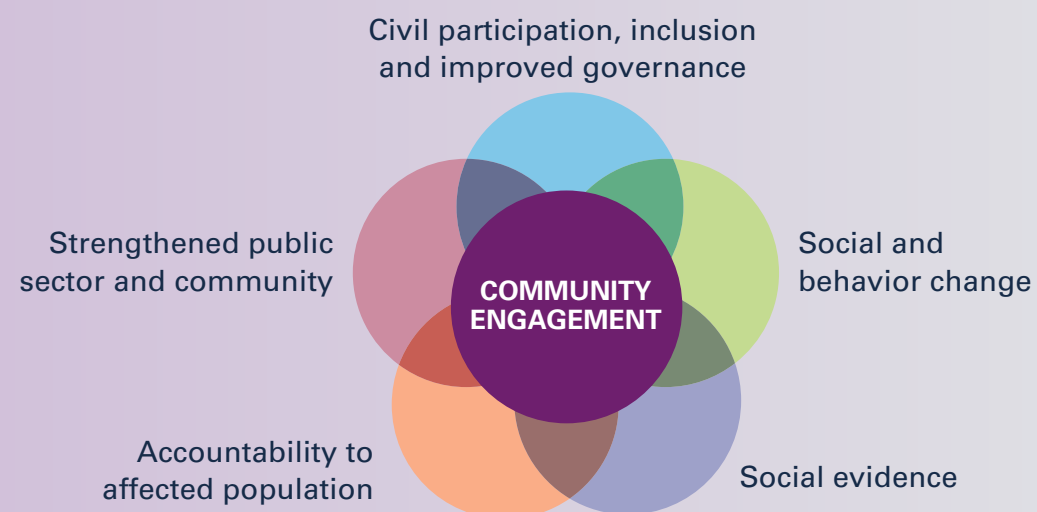 Civil participation, inclusion
and improved governance
Strengthened public
sector and community
Social and
behavior change
COMMUNITY
ENGAGEMENT
Accountability to
affected population
Social evidence